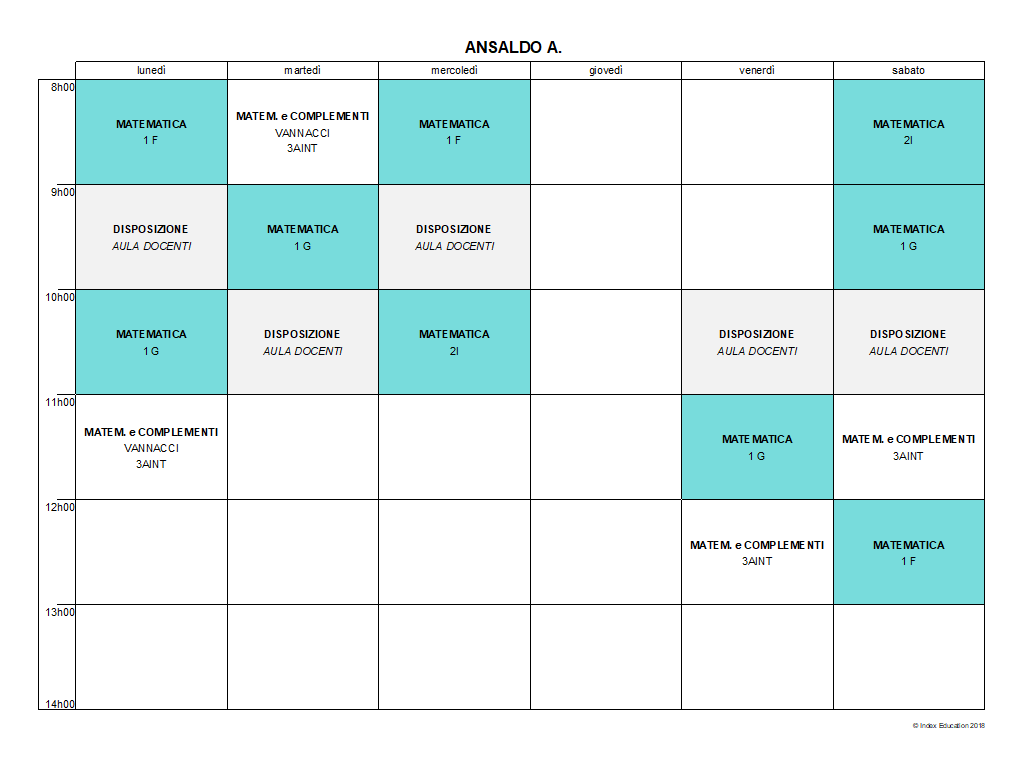 ANSALDO A.
lunedì martedì mercoledì giovedì venerdì sabato
8h00
MATEMATICA
1 F
MATEM. e COMPLEMENTI
VANNACCI
3AINT
MATEMATICA
1 F
MATEMATICA
2I
9h00
DISPOSIZIONE
AULA DOCENTI
MATEMATICA
1 G
DISPOSIZIONE
AULA DOCENTI
MATEMATICA
1 G
10h00
MATEMATICA
1 G
DISPOSIZIONE
AULA DOCENTI
MATEMATICA
2I
DISPOSIZIONE
AULA DOCENTI
DISPOSIZIONE
AULA DOCENTI
11h00
MATEM. e COMPLEMENTI
VANNACCI
3AINT
MATEMATICA
1 G
MATEM. e COMPLEMENTI
3AINT
12h00
MATEM. e COMPLEMENTI
3AINT
MATEMATICA
1 F
13h00
14h00
© Index Education 2018